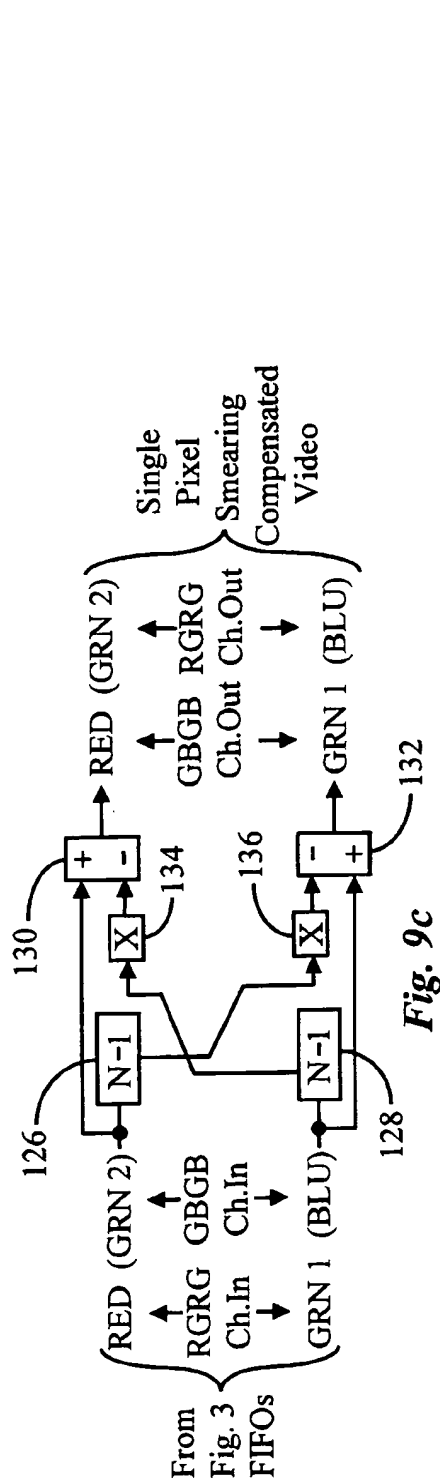 From
Fig. 3
FIFOs
RED (GRN 2)
RGRG GBGB
Ch.In Ch.In
GRN 1 (BLU)
126
N-1
128
N-1
130
+
-
134
X
136
X
132
-
+
RED (GRN 2)
GBGB RGRG
Ch.Out Ch.Out
GRN 1 (BLU)
Single
Pixel
Smearing
Compensated
Video
Fig. 9c